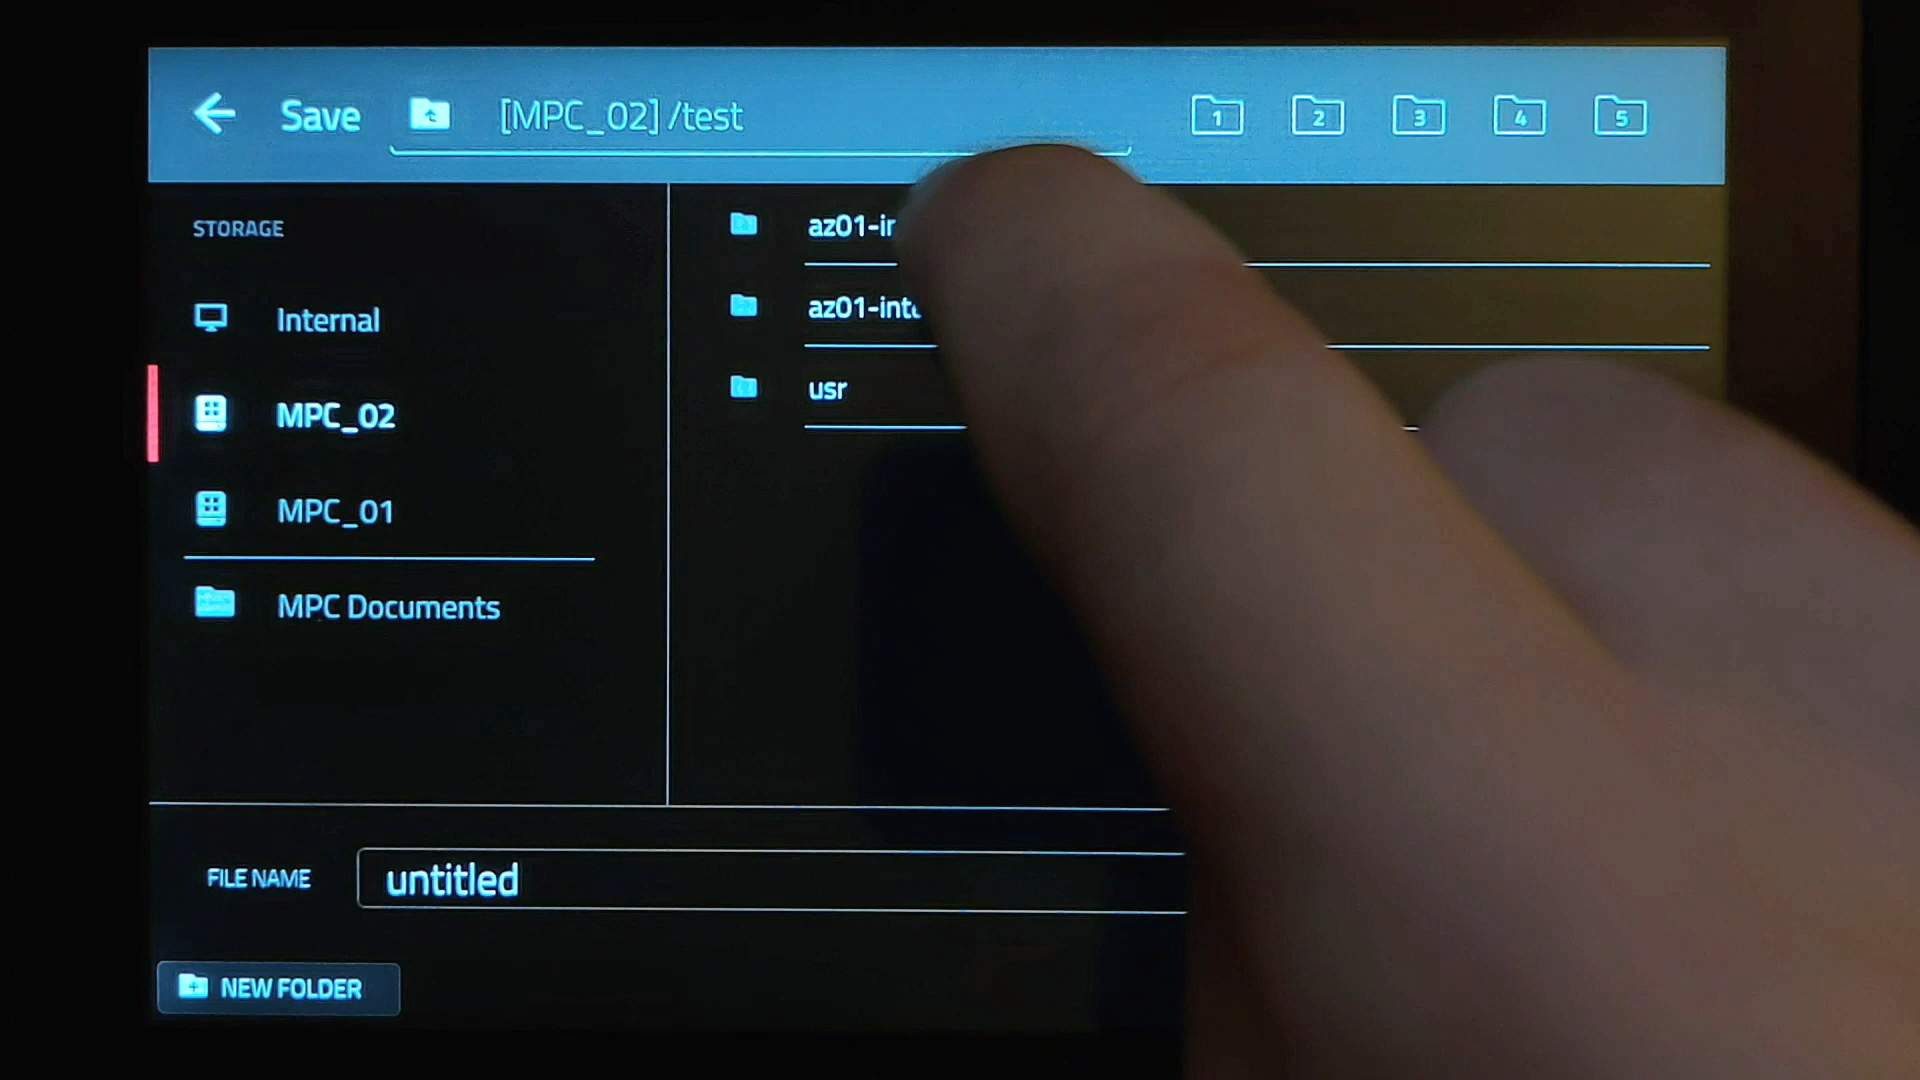 Save [MPC_02] /test 1 2 3 4 5
STORAGE
Internal
MPC_02
MPC_01
MPC Documents
usr
FILE NAME untitled
NEW FOLDER